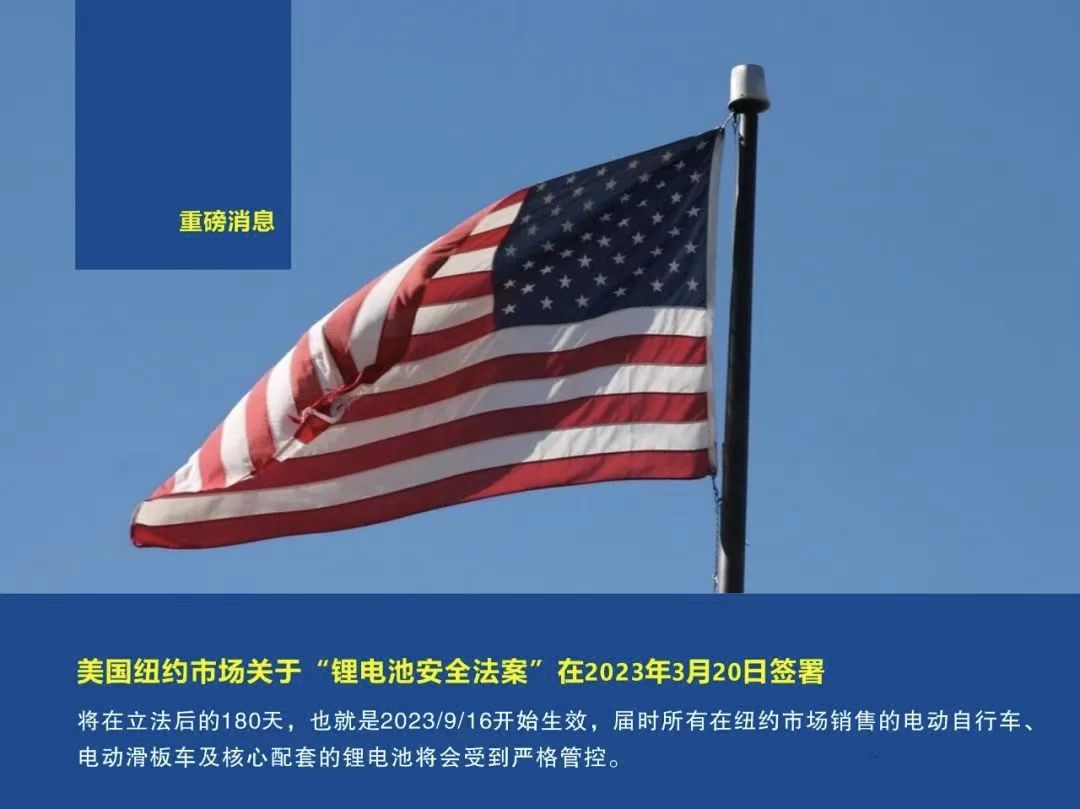 重磅消息
美国纽约市场关于“锂电池安全法案”在2023年3月20日签署
将在立法后的180天，也就是2023/9/16开始生效，届时所有在纽约市场销售的电动自行车、
电动滑板车及核心配套的锂电池将会受到严格管控。